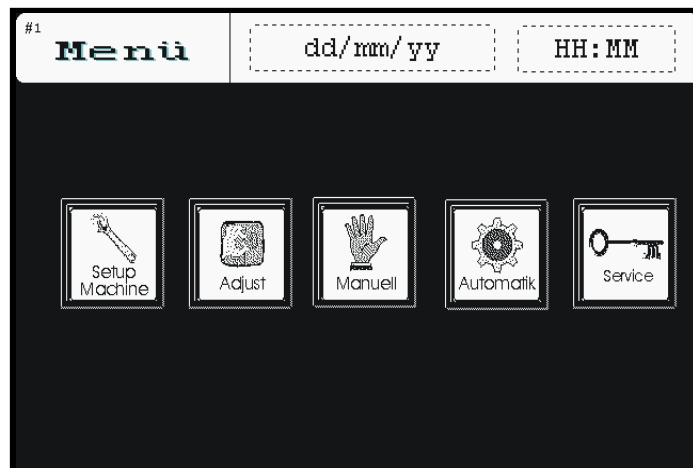 #1
Menü
dd/mm/yy
HH:MM
Setup
Machine
Adjust
Manuell
Automatik
Service